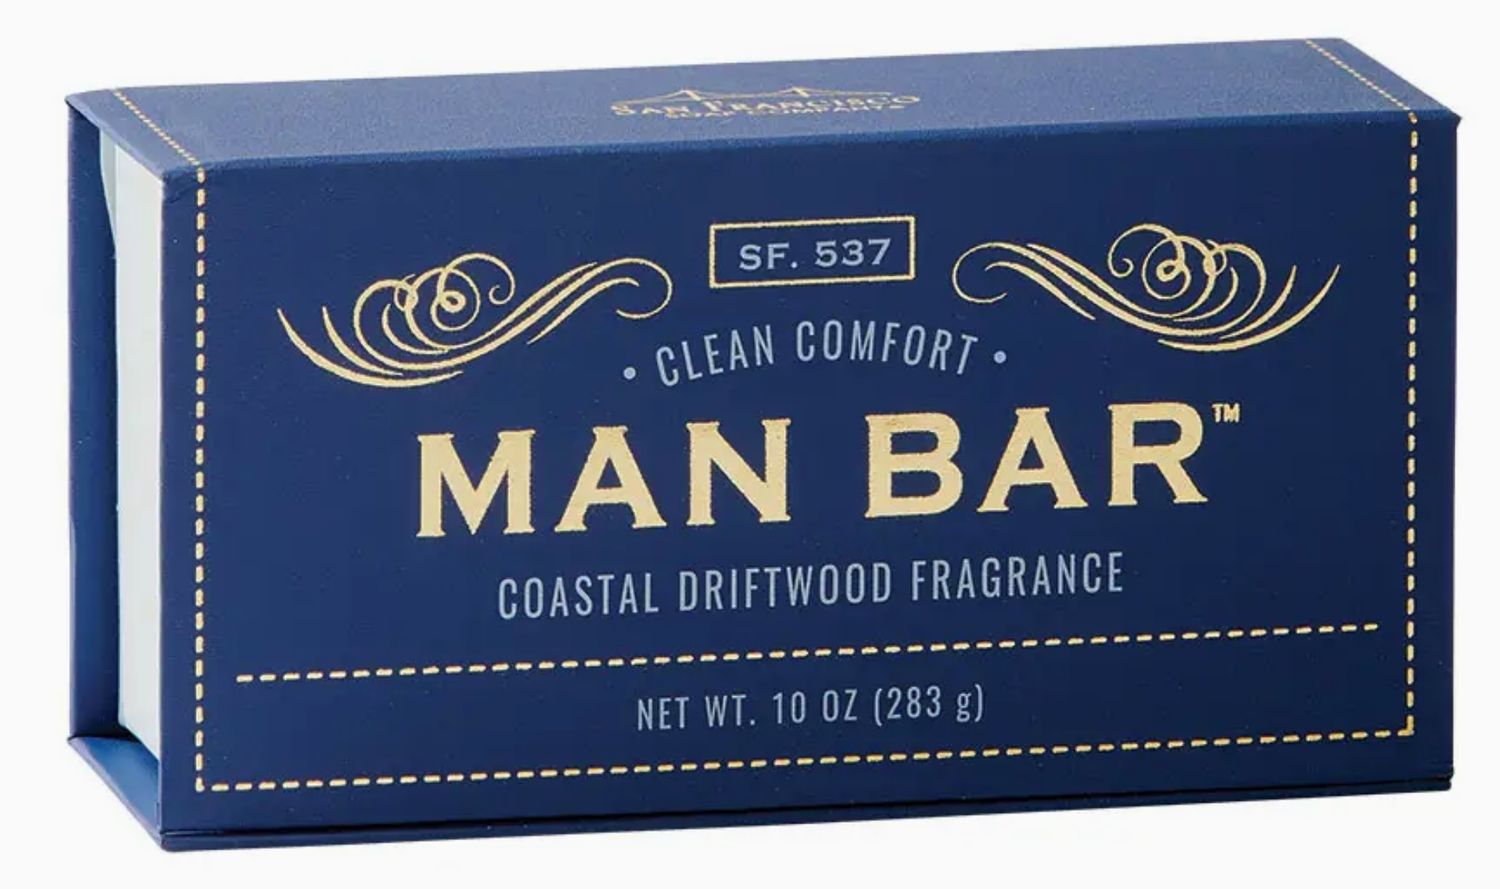 SAN FRANCISCO
SOAP COMPANY®
SF. 537
• CLEAN COMFORT •
MAN BAR™
COASTAL DRIFTWOOD FRAGRANCE
NET WT. 10 OZ (283 g)